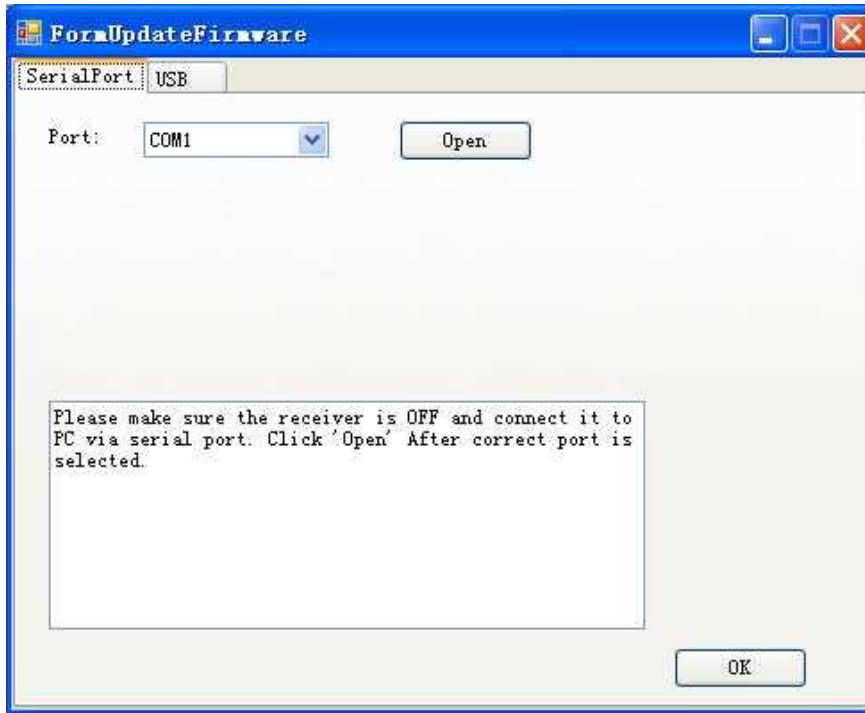 FormUpdateFirmware
SerialPort USB
Port: COM1 Open
Please make sure the receiver is OFF and connect it to
PC via serial port. Click 'Open' After correct port is
selected.
OK